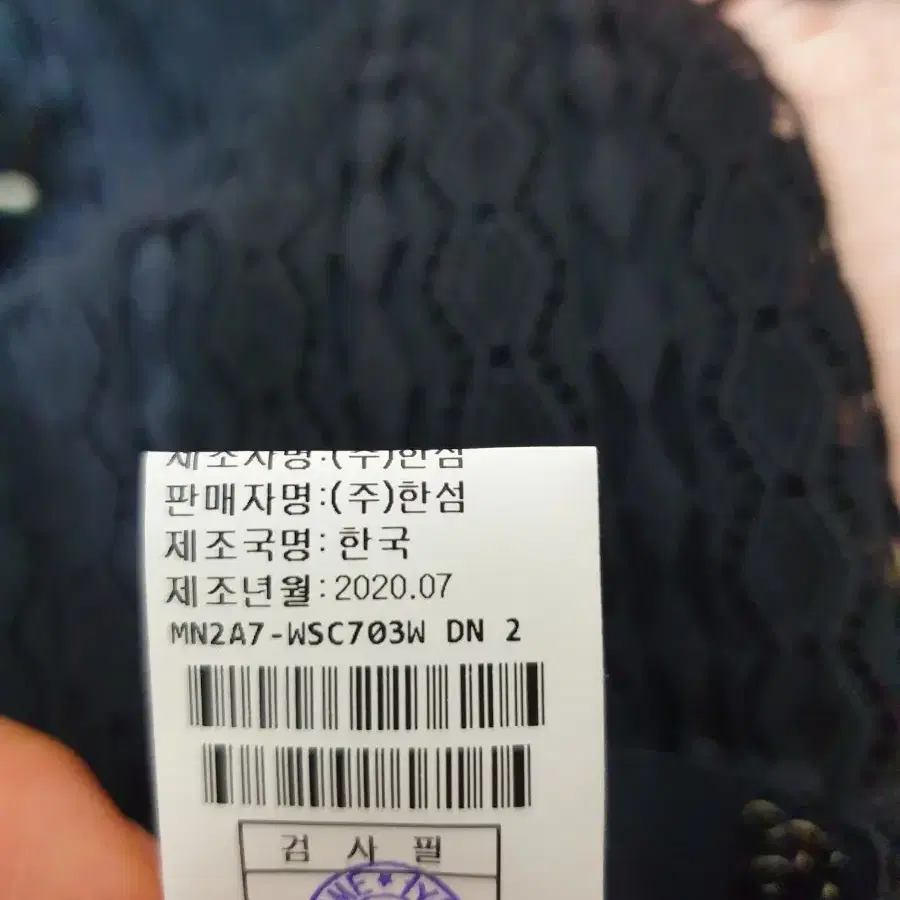 제조자명:(주)한섬
판매자명:(주)한섬
제조국명: 한국
제조년월:2020.07
MN2A7-WSC703W DN 2
검 사 필